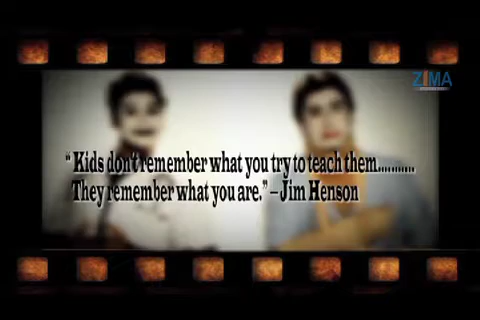 ZIMA
“ Kids don't remember what you try to teach them...........
They remember what you are.” – Jim Henson